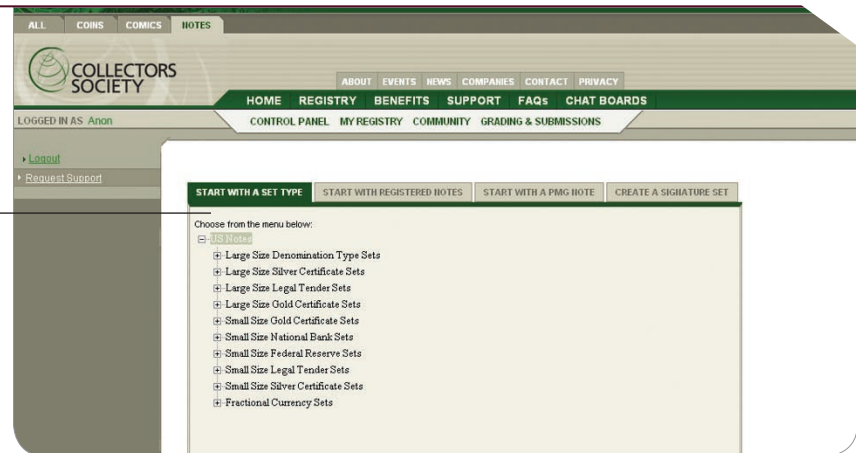 ALL COINS COMICS NOTES
COLLECTORS
SOCIETY
ABOUT EVENTS NEWS COMPANIES CONTACT PRIVACY
HOME REGISTRY BENEFITS SUPPORT FAQs CHAT BOARDS
LOGGED IN AS Anon
CONTROL PANEL MY REGISTRY COMMUNITY GRADING & SUBMISSIONS
Logout
Request Support
START WITH A SET TYPE START WITH REGISTERED NOTES START WITH A PMG NOTE CREATE A SIGNATURE SET
Choose from the menu below:
US Notes
Large Size Denomination Type Sets
Large Size Silver Certificate Sets
Large Size Legal Tender Sets
Large Size Gold Certificate Sets
Small Size Gold Certificate Sets
Small Size National Bank Sets
Small Size Federal Reserve Sets
Small Size Legal Tender Sets
Small Size Silver Certificate Sets
Fractional Currency Sets